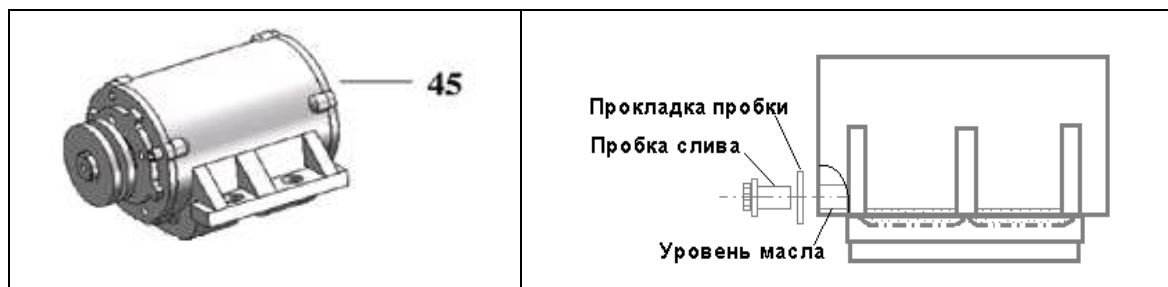 45
Прокладка пробки
Пробка слива
Уровень масла